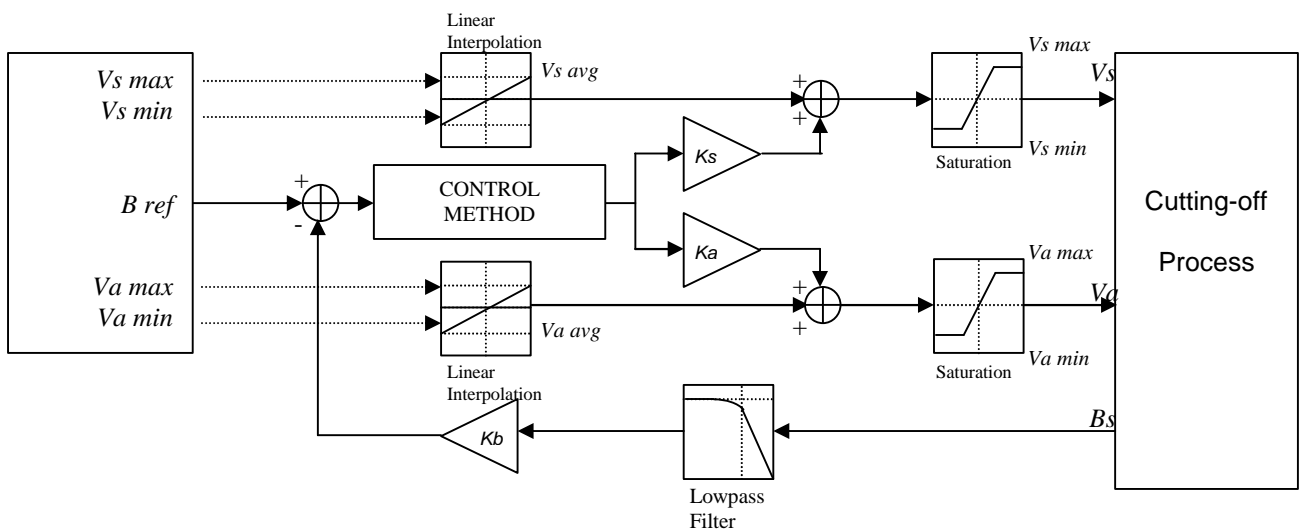 Linear
Interpolation
Vs max
Vs min
Vs avg
Vs max
Vs
Vs min
Saturation
Ks
B ref
+
-
CONTROL
METHOD
+
+
Cutting-off
Process
Ka
Va max
Va min
Va avg
Linear
Interpolation
+
+
Va max
Va
Va min
Saturation
Bs
Kb
Lowpass
Filter